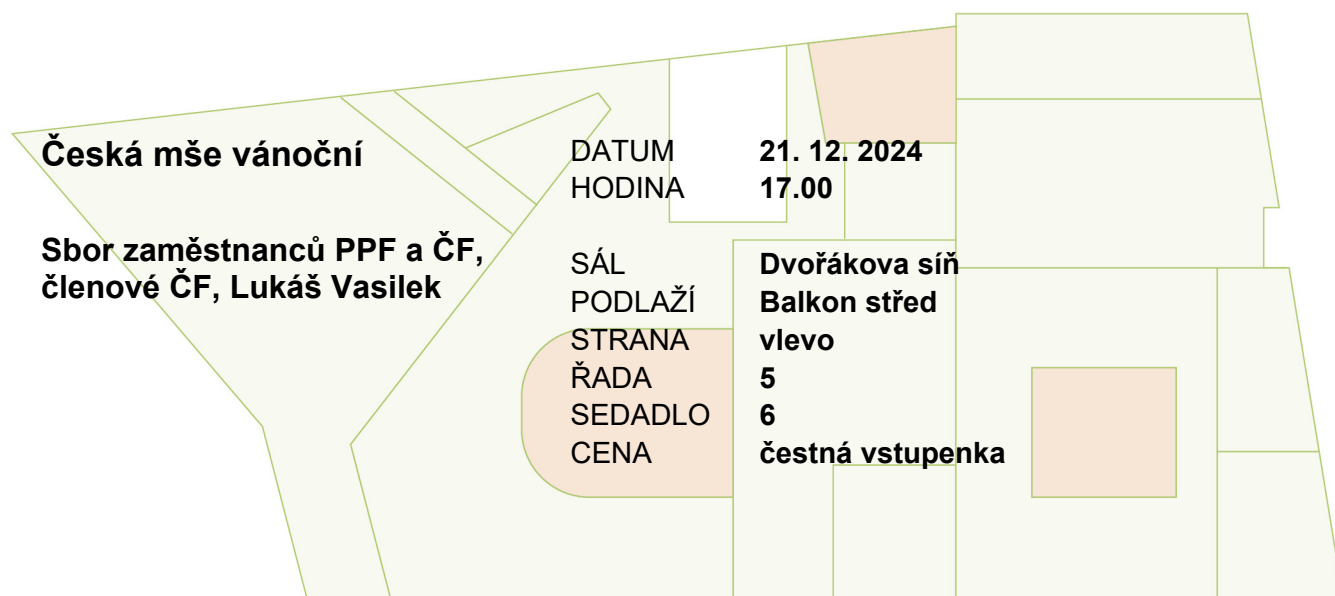 Česká mše vánoční
Sbor zaměstnanců PPF a ČF,
členové ČF, Lukáš Vasilek
DATUM 21. 12. 2024
HODINA 17.00
SÁL Dvořákova síň
PODLAŽÍ Balkon střed
STRANA vlevo
ŘADA 5
SEDADLO 6
CENA čestná vstupenka